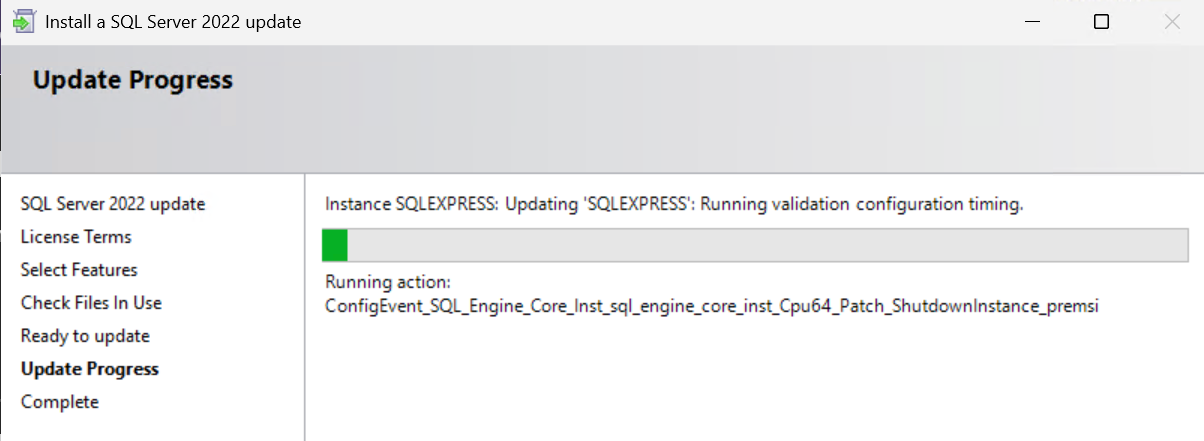 Install a SQL Server 2022 update
Update Progress
SQL Server 2022 update
License Terms
Select Features
Check Files In Use
Ready to update
Update Progress
Complete
Instance SQLEXPRESS: Updating 'SQLEXPRESS': Running validation configuration timing.
Running action:
ConfigEvent_SQL_Engine_Core_Inst_sql_engine_core_inst_Cpu64_Patch_ShutdownInstance_premsi